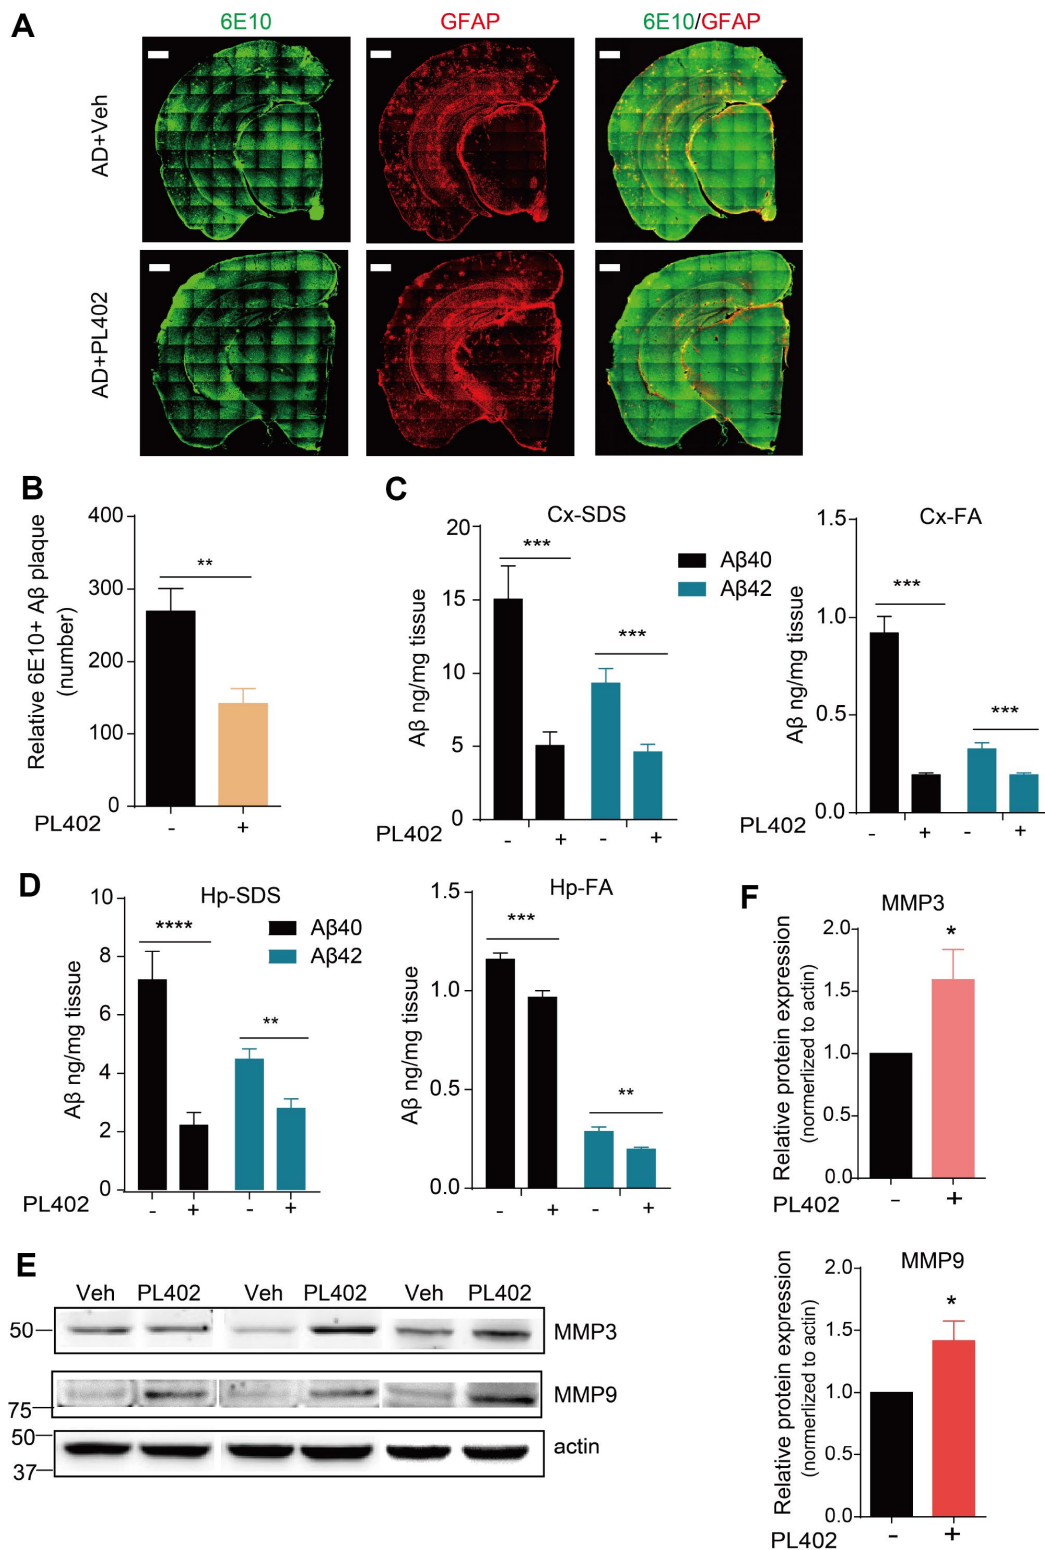 A
6E10
GFAP
6E10/GFAP
AD+Veh
AD+PL402
B
Relative 6E10+ Aβ plaque
(number)
400
300
200
100
0
**
PL402
-
+
C
Cx-SDS
Aβ ng/mg tissue
20
15
10
5
0
***
***
Aβ40
Aβ42
PL402
-
+
-
+
Cx-FA
Aβ ng/mg tissue
1.5
1.0
0.5
0.0
***
***
PL402
-
+
-
+
D
Hp-SDS
Aβ ng/mg tissue
10
8
6
4
2
0
****
**
Aβ40
Aβ42
PL402
-
+
-
+
Hp-FA
Aβ ng/mg tissue
1.5
1.0
0.5
0.0
***
**
-
+
-
+
E
Veh PL402 Veh PL402 Veh PL402
50
MMP3
75
MMP9
50
37
actin
F
MMP3
Relative protein expression
(normerlized to actin)
2.0
1.5
1.0
0.5
0.0
*
PL402
-
+
MMP9
Relative protein expression
(normerlized to actin)
2.0
1.5
1.0
0.5
0.0
*
PL402
-
+